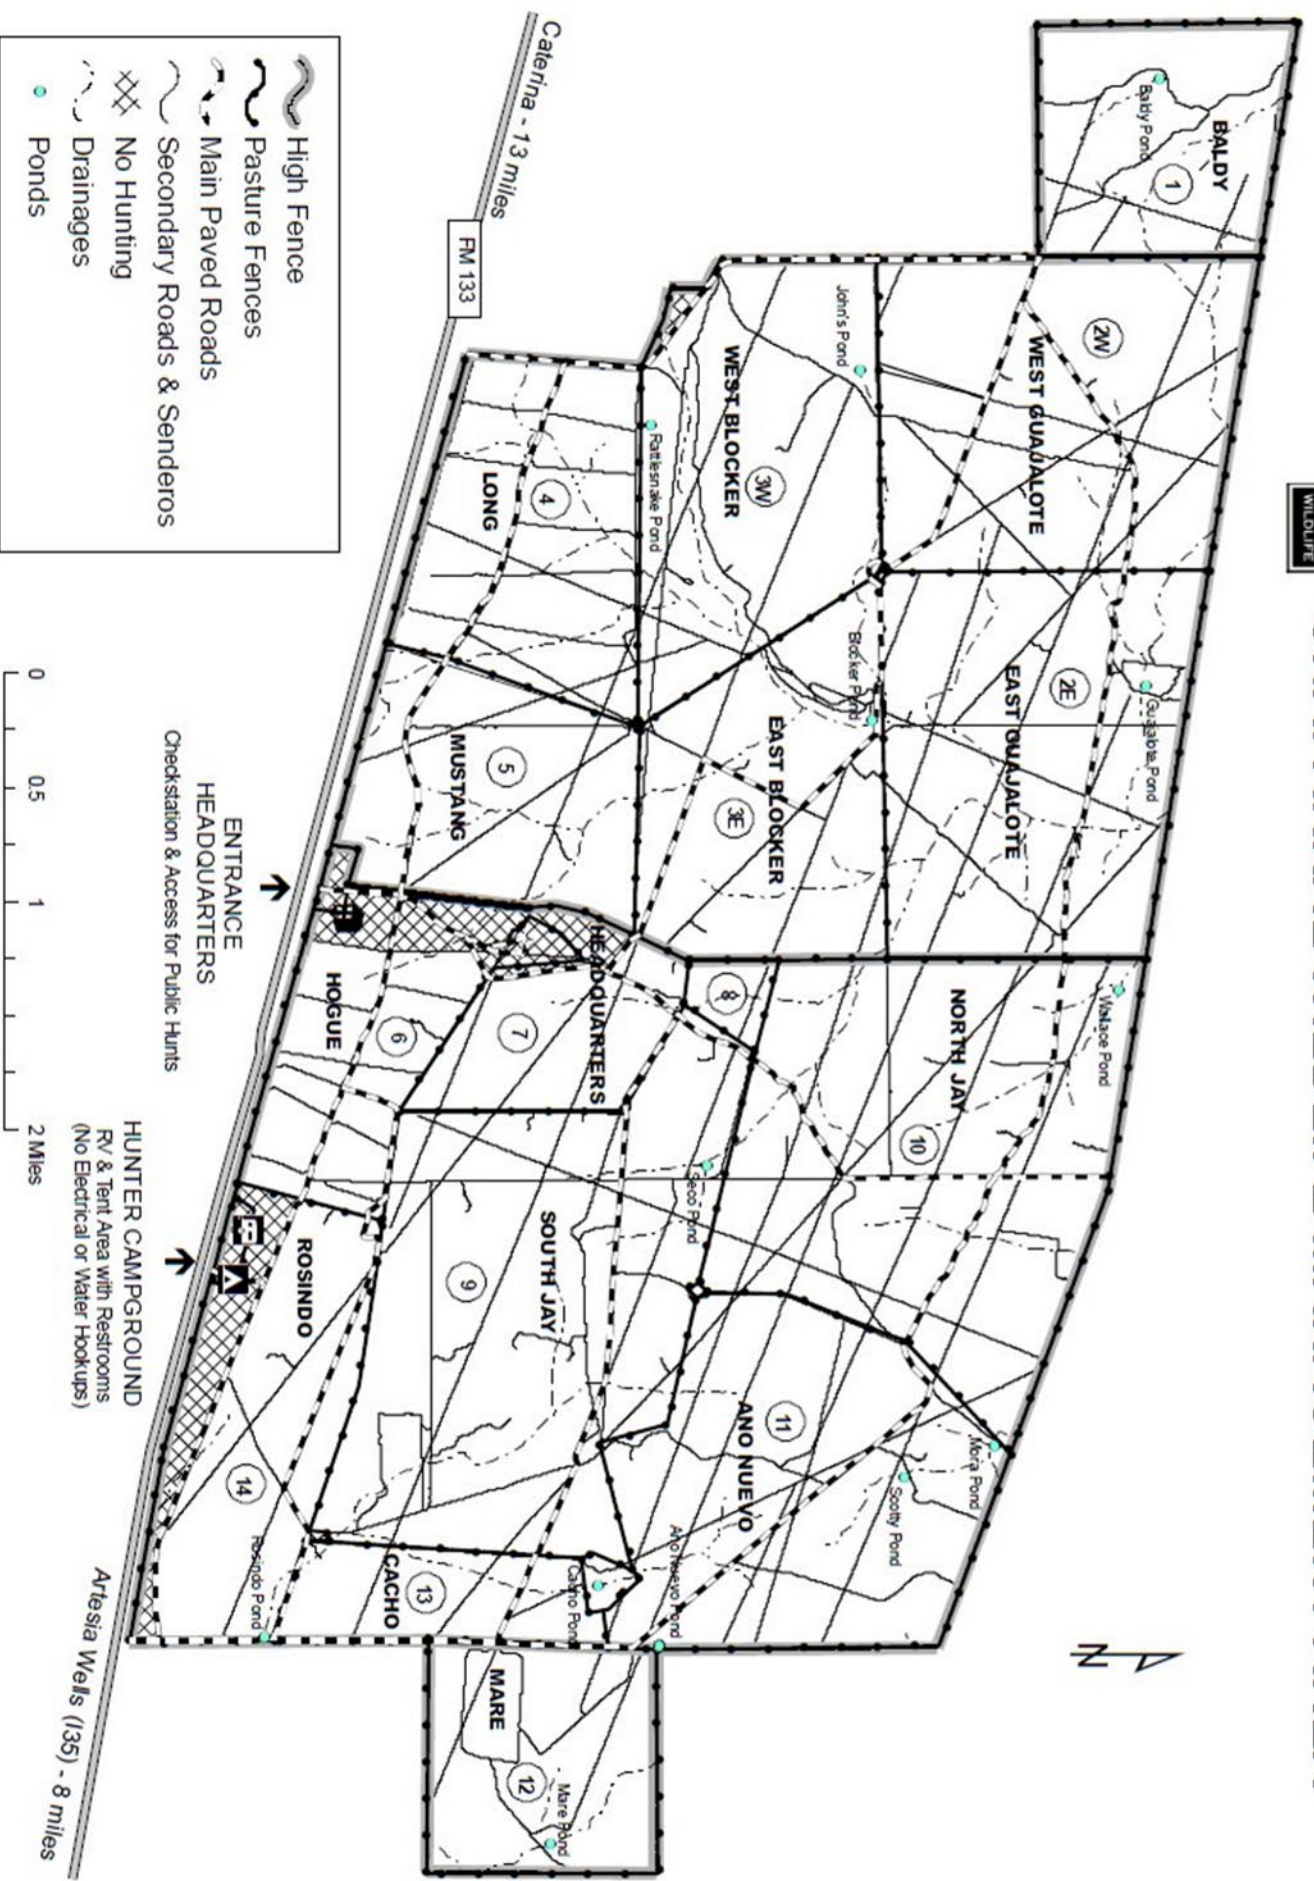 WILDLIFE
BALDY
1
Baldy Pond
2W
WEST GUAJALOTE
John's Pond
WEST BLOCKER
3W
Rattlesnake Pond
LONG
4
Guajalote Pond
2E
EAST GUAJALOTE
Blocker Pond
EAST BLOCKER
3E
MUSTANG
5
Wallace Pond
NORTH JAY
10
8
HEADQUARTERS
7
HOGUE
6
Seco Pond
SOUTH JAY
9
ROSINDO
14
Rosindo Pond
Mora Pond
Scotty Pond
11
ANO NUEVO
Ano Nuevo Pond
Cacho Pond
CACHO
13
MARE
12
Mare Pond
N
Caterina - 13 miles
FM 133
Artesia Wells (I35) - 8 miles
ENTRANCE
HEADQUARTERS
Checkstation & Access for Public Hunts
HUNTER CAMPGROUND
RV & Tent Area with Restrooms
(No Electrical or Water Hookups)
High Fence
Pasture Fences
Main Paved Roads
Secondary Roads & Senderos
No Hunting
Drainages
Ponds
0 0.5 1 2 Miles